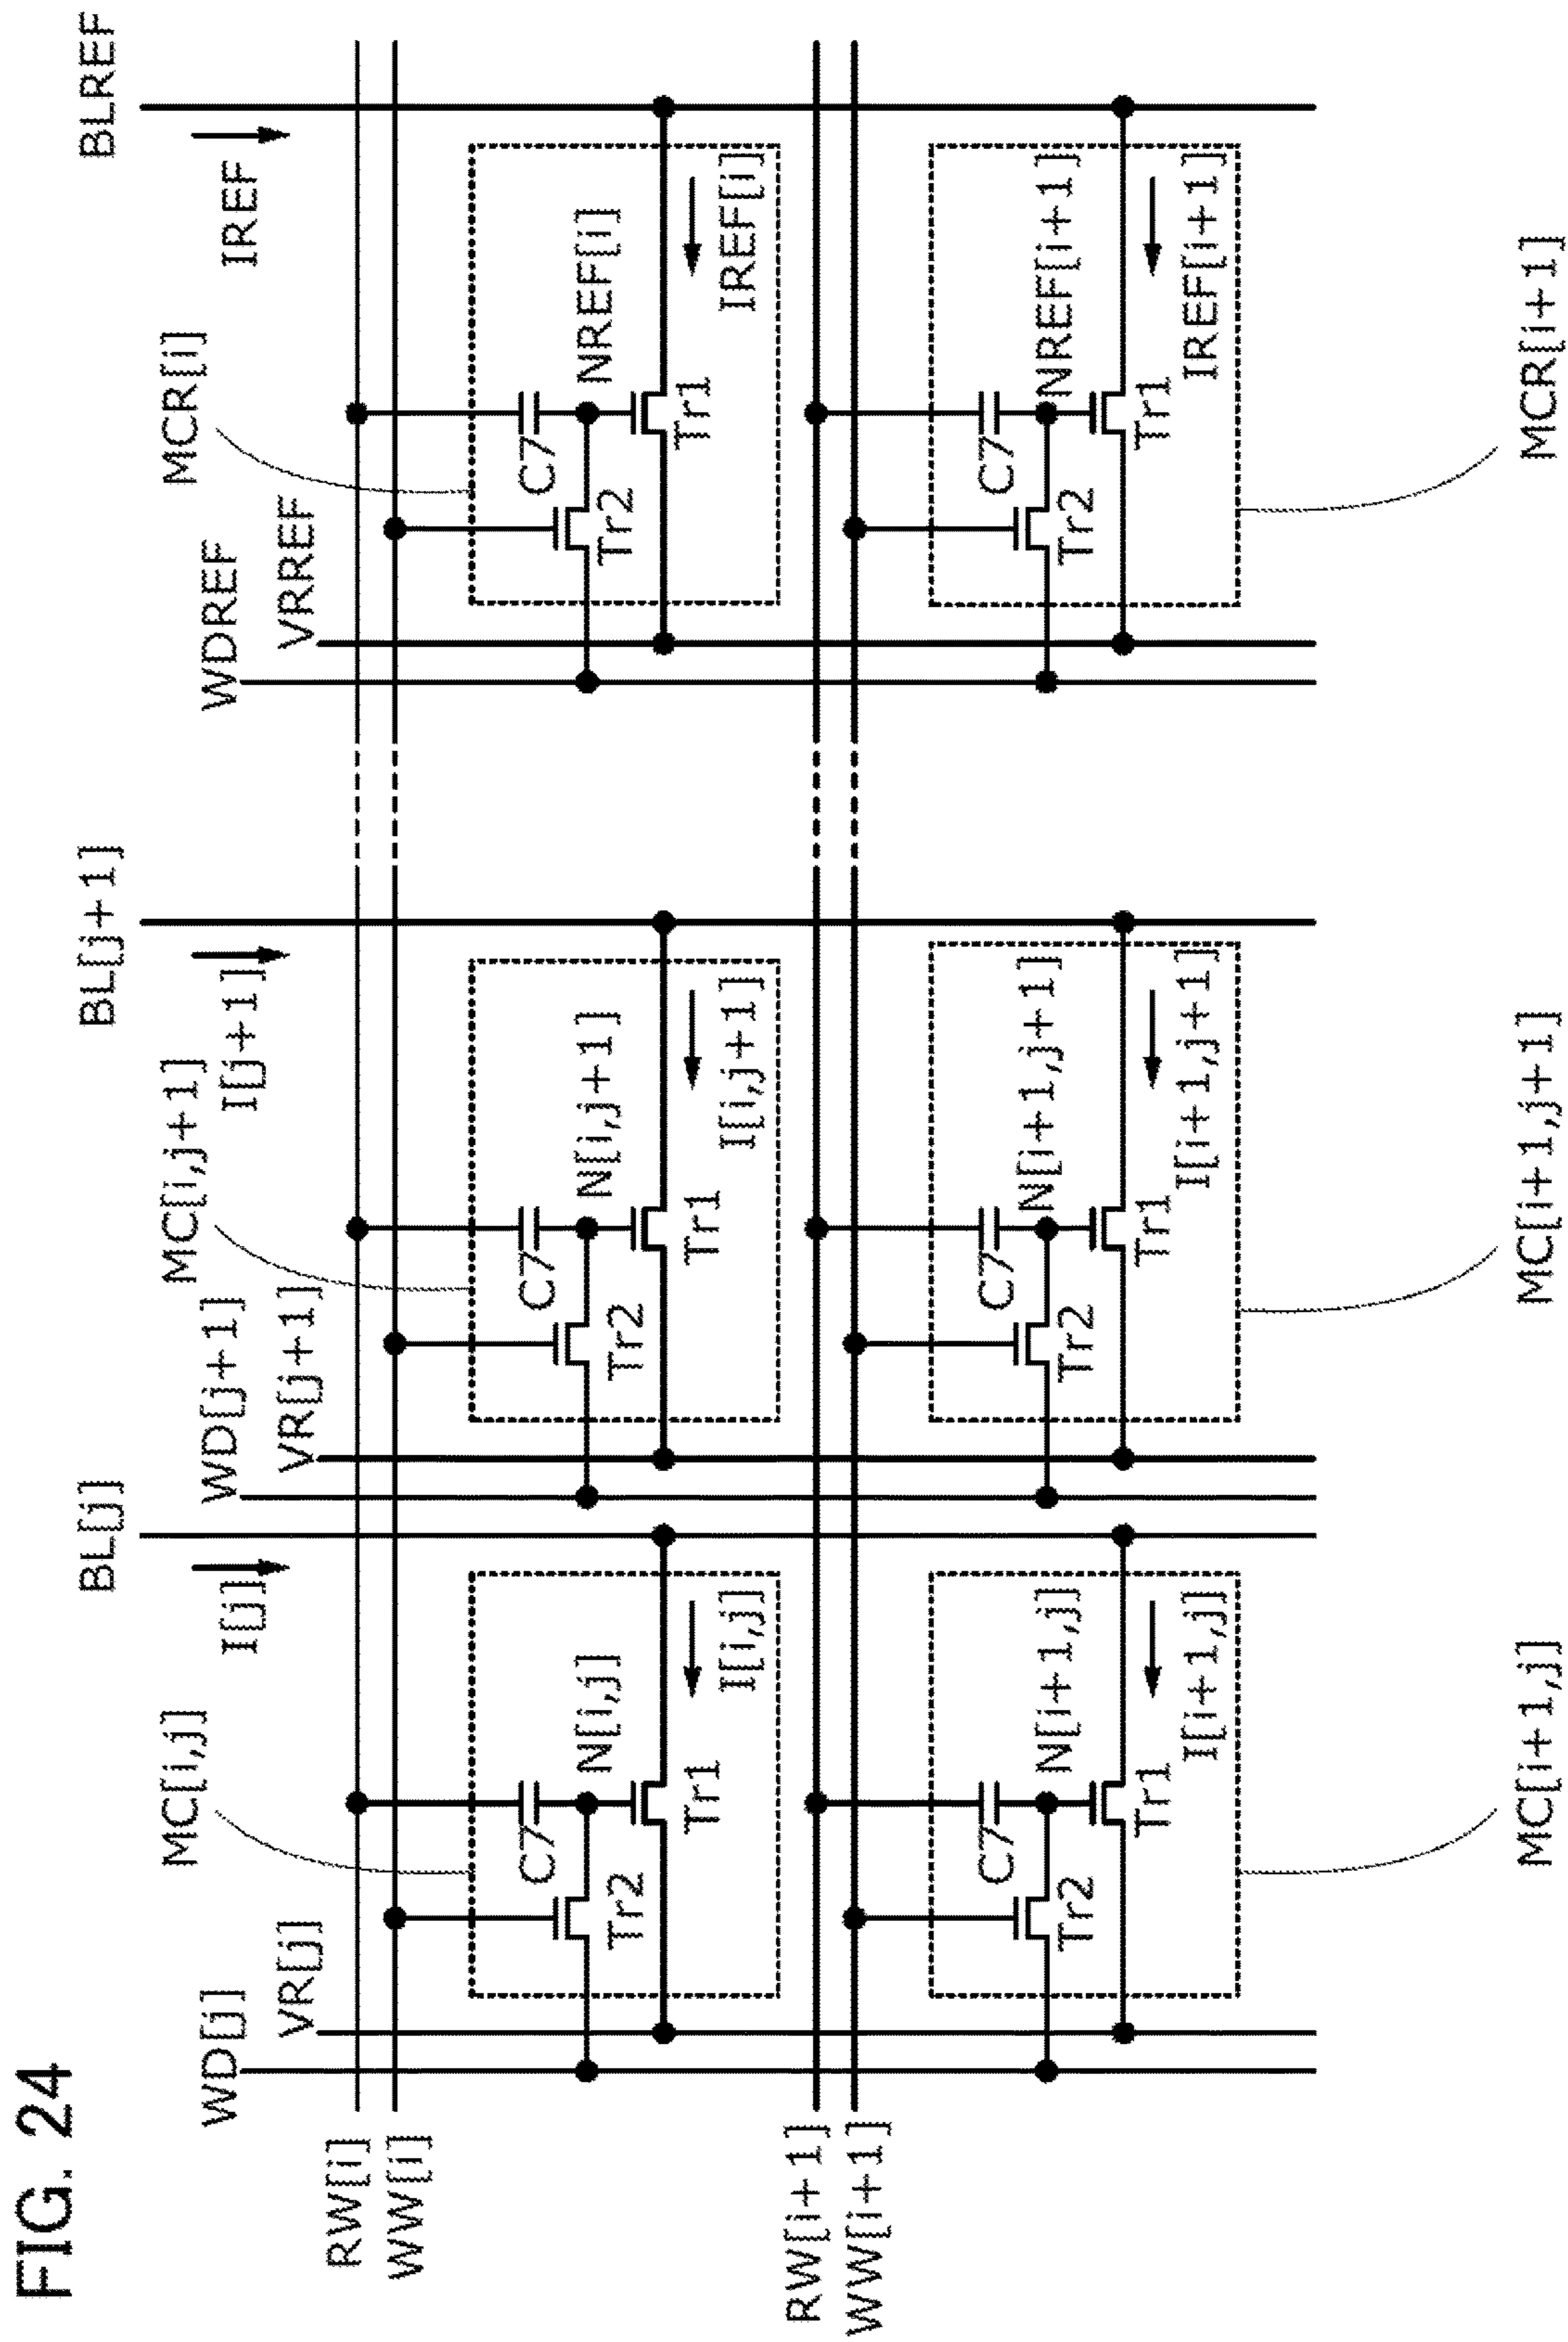 FIG. 24
BL[j]
BL[j+1]
BLREF
MC[i,j]
MC[i,j+1]
MCR[i]
WD[j]
I[j]
WD[j+1]
I[j+1]
WDREF
IREF
VR[j]
VR[j+1]
VRREF
RW[i]
WW[i]
C7
C7
C7
N[i,j]
N[i,j+1]
NREF[i]
Tr2
Tr2
Tr2
Tr1
Tr1
Tr1
I[i,j]
I[i,j+1]
IREF[i]
RW[i+1]
WW[i+1]
C7
C7
C7
N[i+1,j]
N[i+1,j+1]
NREF[i+1]
Tr2
Tr2
Tr2
Tr1
Tr1
Tr1
I[i+1,j]
I[i+1,j+1]
IREF[i+1]
MC[i+1,j]
MC[i+1,j+1]
MCR[i+1]